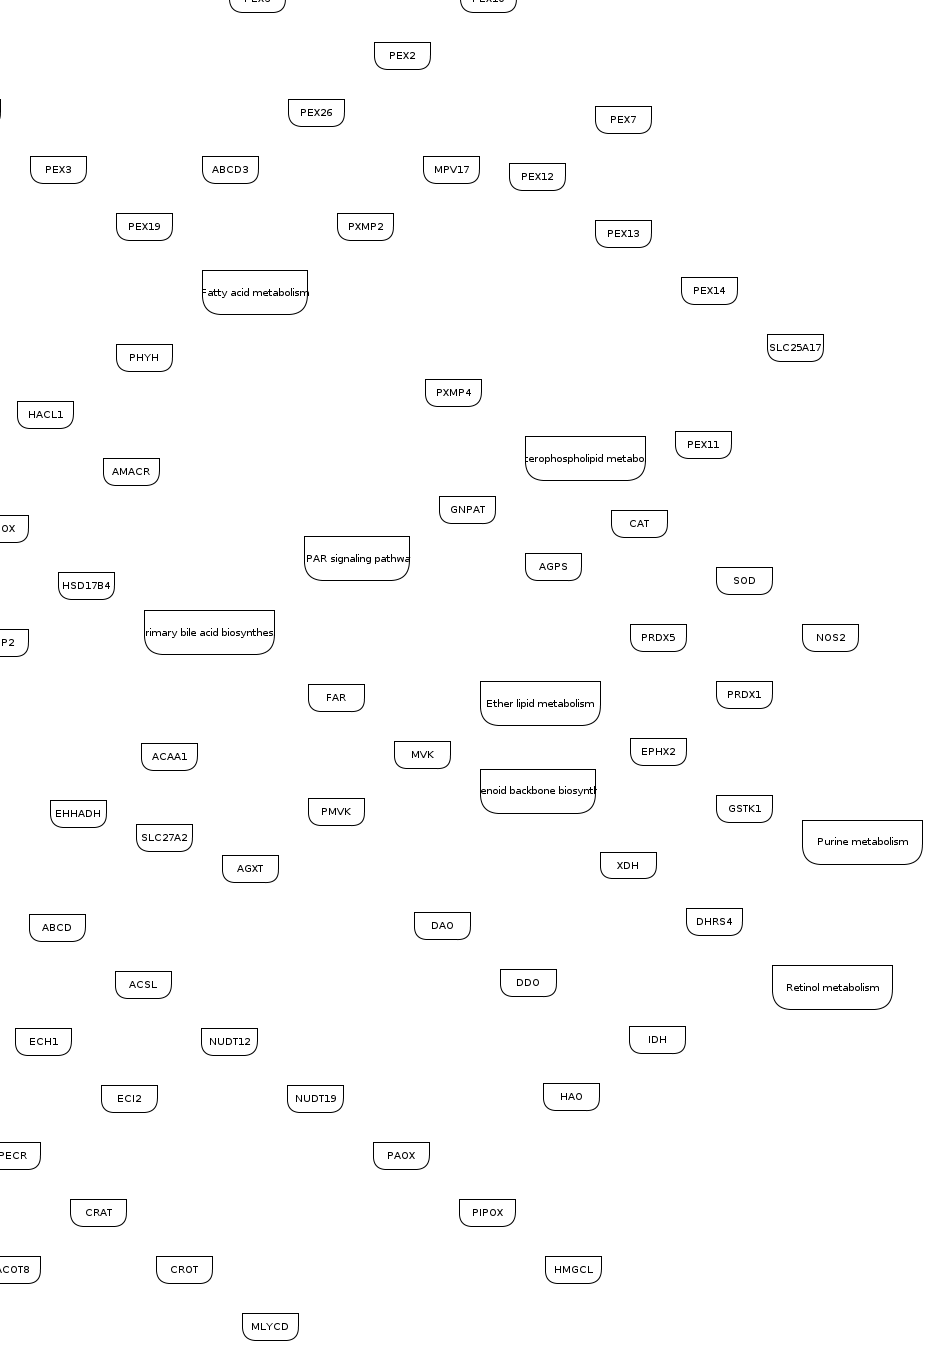 PEX2
PEX26
PEX7
PEX3
ABCD3
MPV17
PEX12
PEX19
PXMP2
PEX13
Fatty acid metabolism
PEX14
SLC25A17
PHYH
PXMP4
HACL1
PEX11
terophospholipid metabo
AMACR
GNPAT
CAT
OX
PAR signaling pathwa
AGPS
SOD
HSD17B4
rimary bile acid biosynthes
PRDX5
NOS2
P2
FAR
Ether lipid metabolism
PRDX1
ACAA1
MVK
EPHX2
enoid backbone biosynth
EHHADH
PMVK
GSTK1
SLC27A2
Purine metabolism
AGXT
XDH
ABCD
DAO
DHRS4
ACSL
DDO
Retinol metabolism
ECH1
NUDT12
IDH
ECI2
NUDT19
HAO
PECR
PAOX
CRAT
PIPOX
ACOT8
CROT
HMGCL
MLYCD